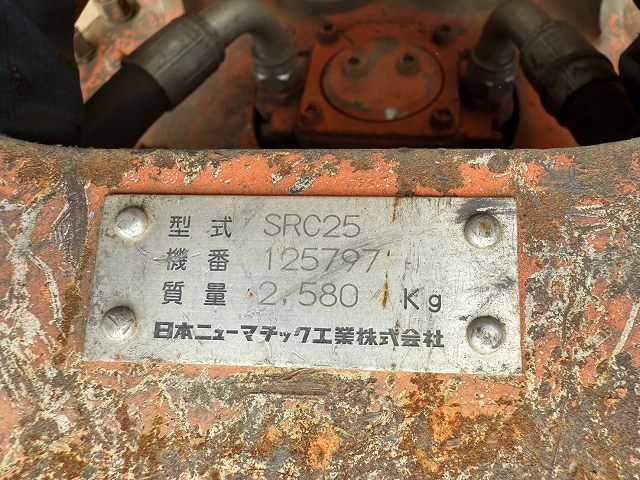 型式 SRC25
機番 125797
質量 2,580 Kg
日本ニューマチック工業株式会社